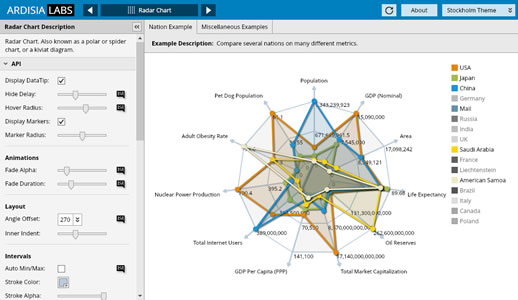 ARDISIA LABS
Radar Chart
About
Stockholm Theme
Radar Chart Description
Nation Example
Miscellaneous Examples
Radar Chart. Also known as a polar or spider
chart, or a kiviat diagram.
Example Description: Compare several nations on many different metrics.
API
Display DataTip:
Hide Delay:
Hover Radius:
Display Markers:
Marker Radius:
Animations
Fade Alpha:
Fade Duration:
Layout
Angle Offset: 270
Inner Indent:
Intervals
Auto Min/Max:
Stroke Color:
Stroke Alpha:
Population
343,239,923
GDP (Nominal)
15,090,000
Area
17,098,242
Life Expectancy
89.68
Oil Reserves
262,600,000,000
Total Market Capitalization
17,140,000,000,000
GDP Per Capita (PPP)
141,100
70,550
Total Internet Users
389,000,000
Nuclear Power Production
395.2
Adult Obesity Rate
Pet Dog Population
USA
Japan
China
Germany
Mail
Russia
India
UK
Saudi Arabia
France
Liechtenstein
American Samoa
Brazil
Italy
Canada
Poland